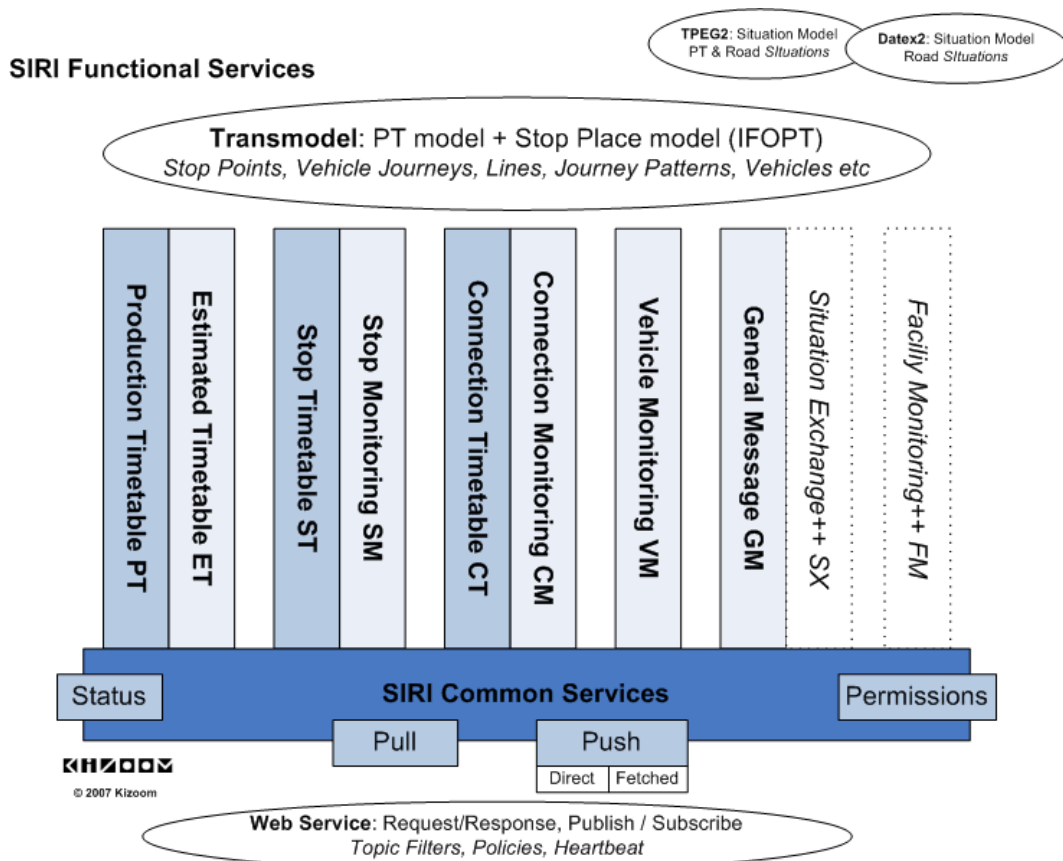 TPEG2: Situation Model
PT & Road SItuations
Datex2: Situation Model
Road SItuations
SIRI Functional Services
Transmodel: PT model + Stop Place model (IFOPT)
Stop Points, Vehicle Journeys, Lines, Journey Patterns, Vehicles etc
Production Timetable PT
Estimated Timetable ET
Stop Timetable ST
Stop Monitoring SM
Connection Timetable CT
Connection Monitoring CM
Vehicle Monitoring VM
General Message GM
Situation Exchange++ SX
Faciliy Monitoring++ FM
Status
SIRI Common Services
Permissions
Pull
Push
Direct
Fetched
KIZOOM
© 2007 Kizoom
Web Service: Request/Response, Publish / Subscribe
Topic Filters, Policies, Heartbeat